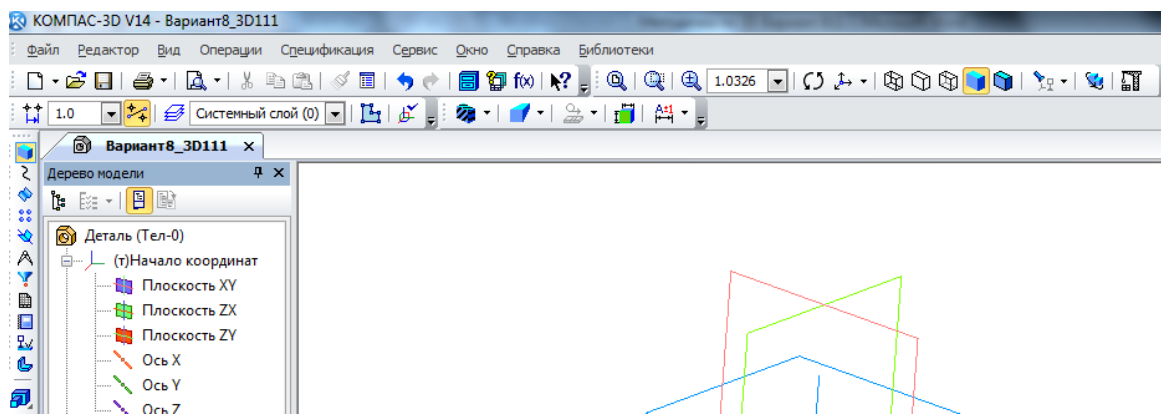 КОМПАС-3D V14 - Вариант8_3D111
Файл Редактор Вид Операции Спецификация Сервис Окно Справка Библиотеки
f(x) 1.0326
1.0 Системный слой (0)
Вариант8_3D111
Дерево модели
Деталь (Тел-0)
(т)Начало координат
Плоскость XY
Плоскость ZX
Плоскость ZY
Ось X
Ось Y
Ось Z